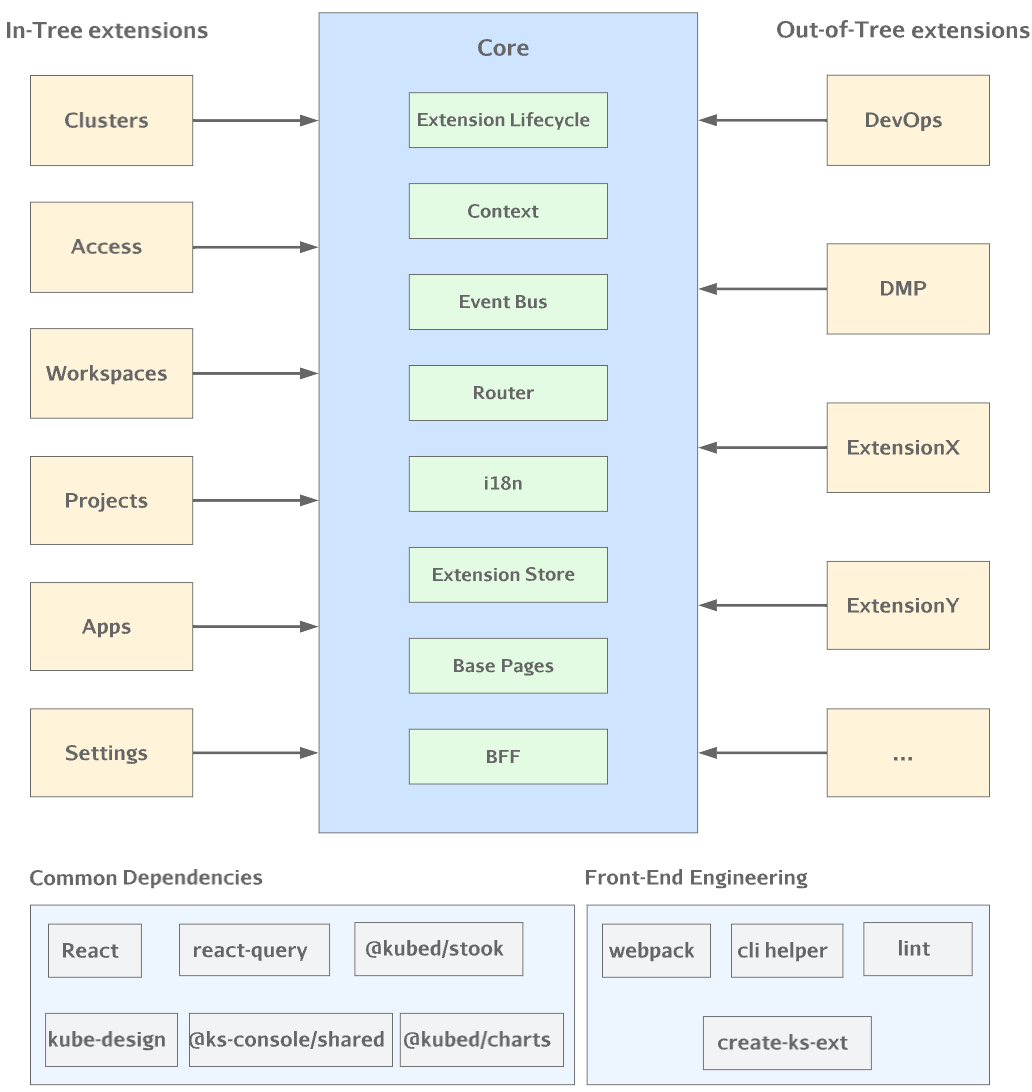 In-Tree extensions
Clusters
Access
Workspaces
Projects
Apps
Settings
Core
Extension Lifecycle
Context
Event Bus
Router
i18n
Extension Store
Base Pages
BFF
Out-of-Tree extensions
DevOps
DMP
ExtensionX
ExtensionY
...
Common Dependencies
React
react-query
@kubed/stook
kube-design
@ks-console/shared
@kubed/charts
Front-End Engineering
webpack
cli helper
lint
create-ks-ext